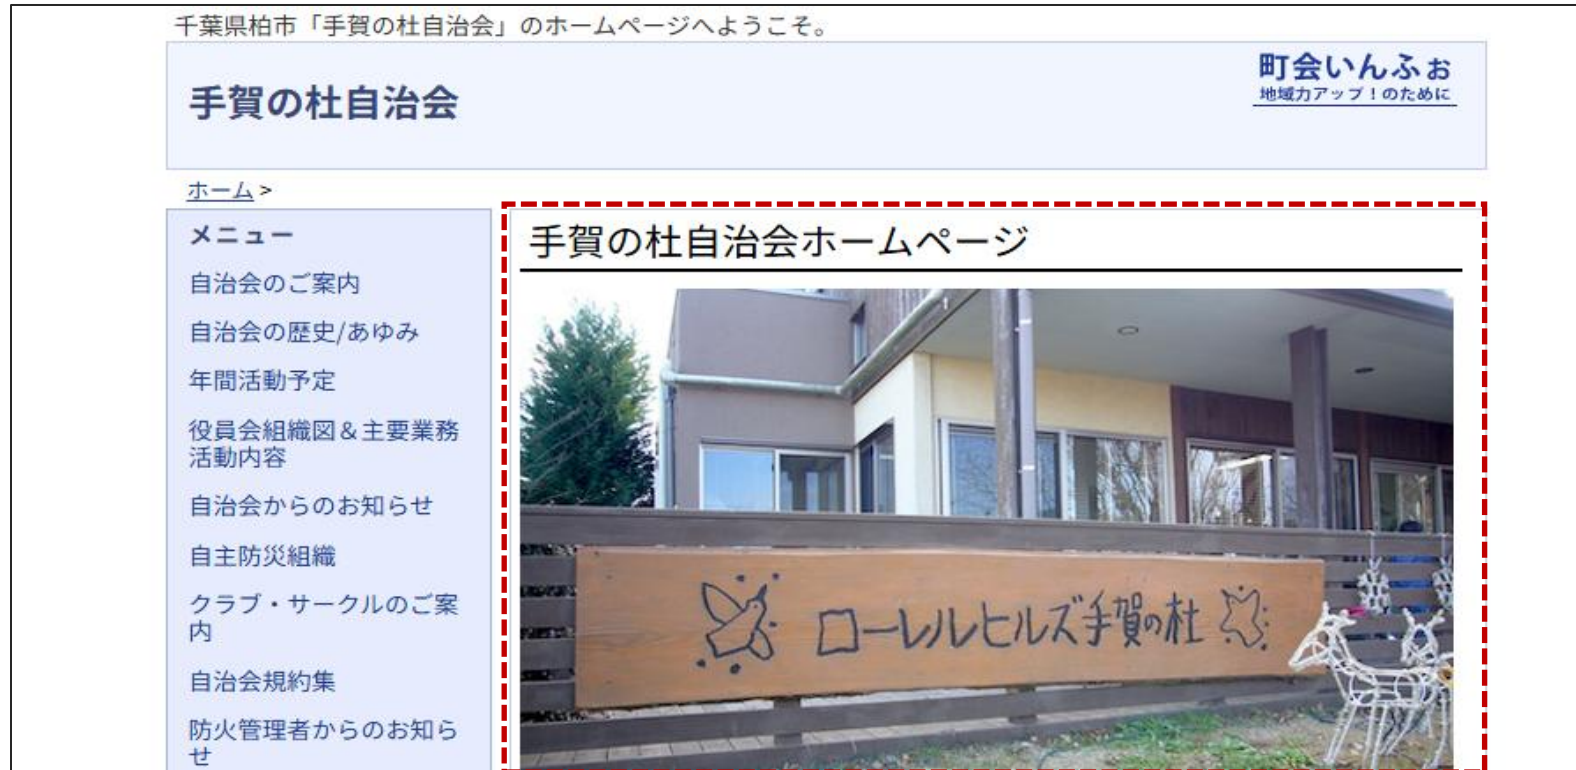 千葉県柏市「手賀の杜自治会」のホームページへようこそ。
手賀の杜自治会
町会いんふぉ
地域力アップ!のために
ホーム >
メニュー
自治会のご案内
自治会の歴史/あゆみ
年間活動予定
役員会組織図＆主要業務
活動内容
自治会からのお知らせ
自主防災組織
クラブ・サークルのご案
内
自治会規約集
防火管理者からのお知ら
せ
手賀の杜自治会ホームページ
ローレルヒルズ手賀の杜